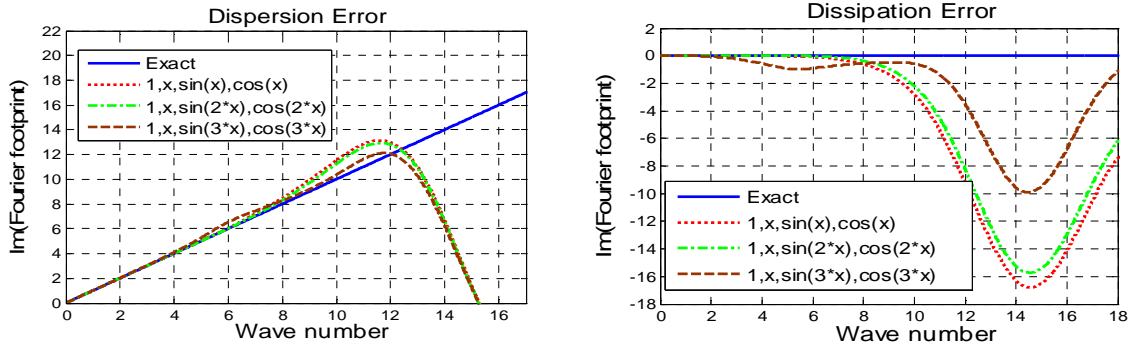 Dispersion Error
Im(Fourier footprint)
22
20
18
16
14
12
10
8
6
4
2
0
Exact
1,x,sin(x),cos(x)
1,x,sin(2*x),cos(2*x)
1,x,sin(3*x),cos(3*x)
0 2 4 6 8 10 12 14 16
Wave number
Dissipation Error
Im(Fourier footprint)
0
-2
-4
-6
-8
-10
-12
-14
-16
-18
Exact
1,x,sin(x),cos(x)
1,x,sin(2*x),cos(2*x)
1,x,sin(3*x),cos(3*x)
0 2 4 6 8 10 12 14 16 18
Wave number